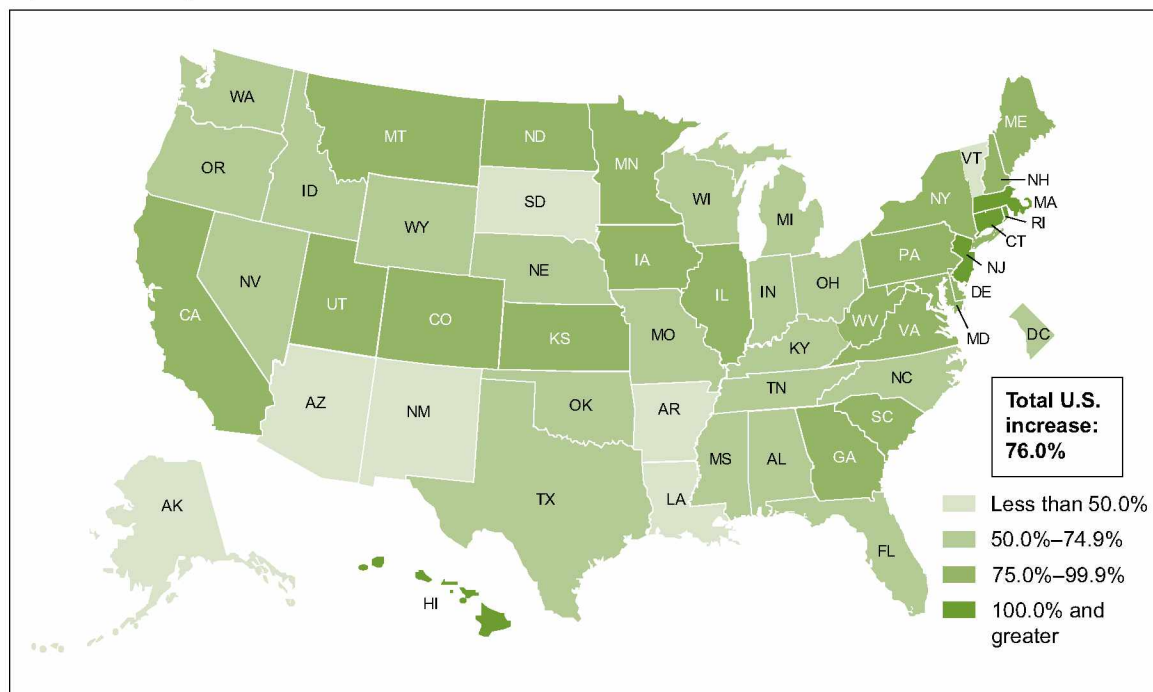 WA
MT
ND
ME
OR
MN
VT
ID
SD
WI
NY
NH
WY
MI
MA
RI
CT
IA
PA
NE
NJ
NV
OH
IN
DE
UT
IL
CA
CO
WV
VA
KS
MO
MD
DC
KY
NC
TN
AZ
NM
OK
AR
SC
Total U.S.
increase:
76.0%
MS
AL
GA
AK
TX
LA
Less than 50.0%
50.0%–74.9%
FL
75.0%–99.9%
HI
100.0% and
greater